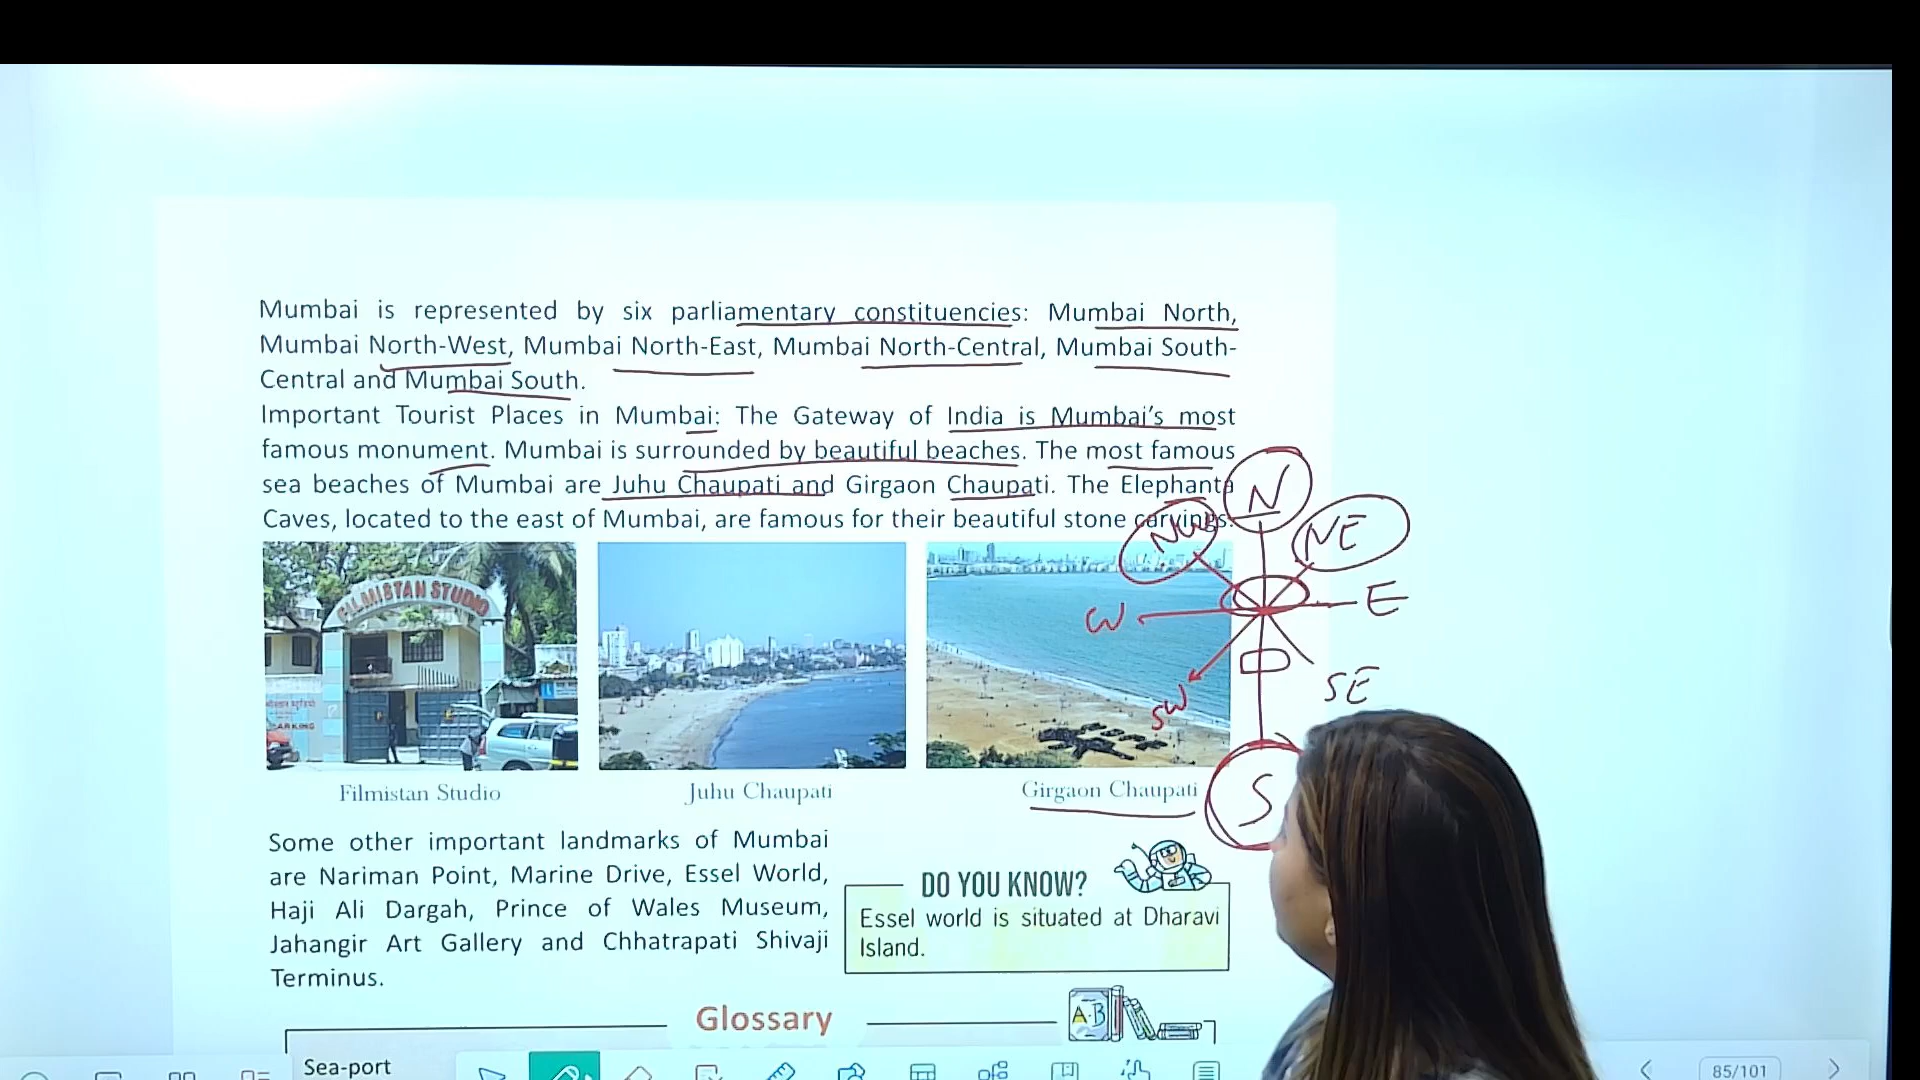 Mumbai is represented by six parliamentary constituencies: Mumbai North,
Mumbai North-West, Mumbai North-East, Mumbai North-Central, Mumbai South-
Central and Mumbai South.
Important Tourist Places in Mumbai: The Gateway of India is Mumbai's most
famous monument. Mumbai is surrounded by beautiful beaches. The most famous
sea beaches of Mumbai are Juhu Chaupati and Girgaon Chaupati. The Elephanta
Caves, located to the east of Mumbai, are famous for their beautiful stone carvings.
N
NW
NE
W
E
SW
SE
S
FILMISTAN STUDIO
PARKING
Filmistan Studio
Juhu Chaupati
Girgaon Chaupati
Some other important landmarks of Mumbai
are Nariman Point, Marine Drive, Essel World,
Haji Ali Dargah, Prince of Wales Museum,
Jahangir Art Gallery and Chhatrapati Shivaji
Terminus.
DO YOU KNOW?
Essel world is situated at Dharavi
Island.
Glossary
A·B
Sea-port
85/101